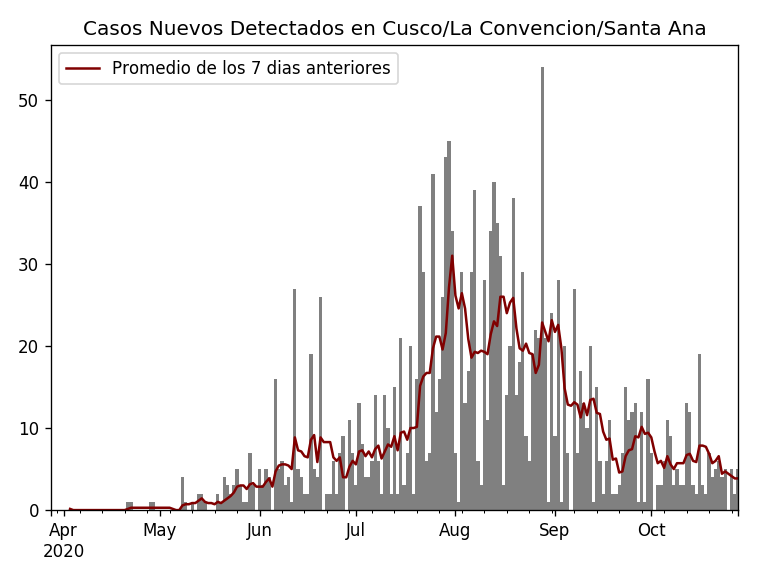 Casos Nuevos Detectados en Cusco/La Convencion/Santa Ana
Promedio de los 7 dias anteriores
50
40
30
20
10
0
Apr May Jun Jul Aug Sep Oct
2020